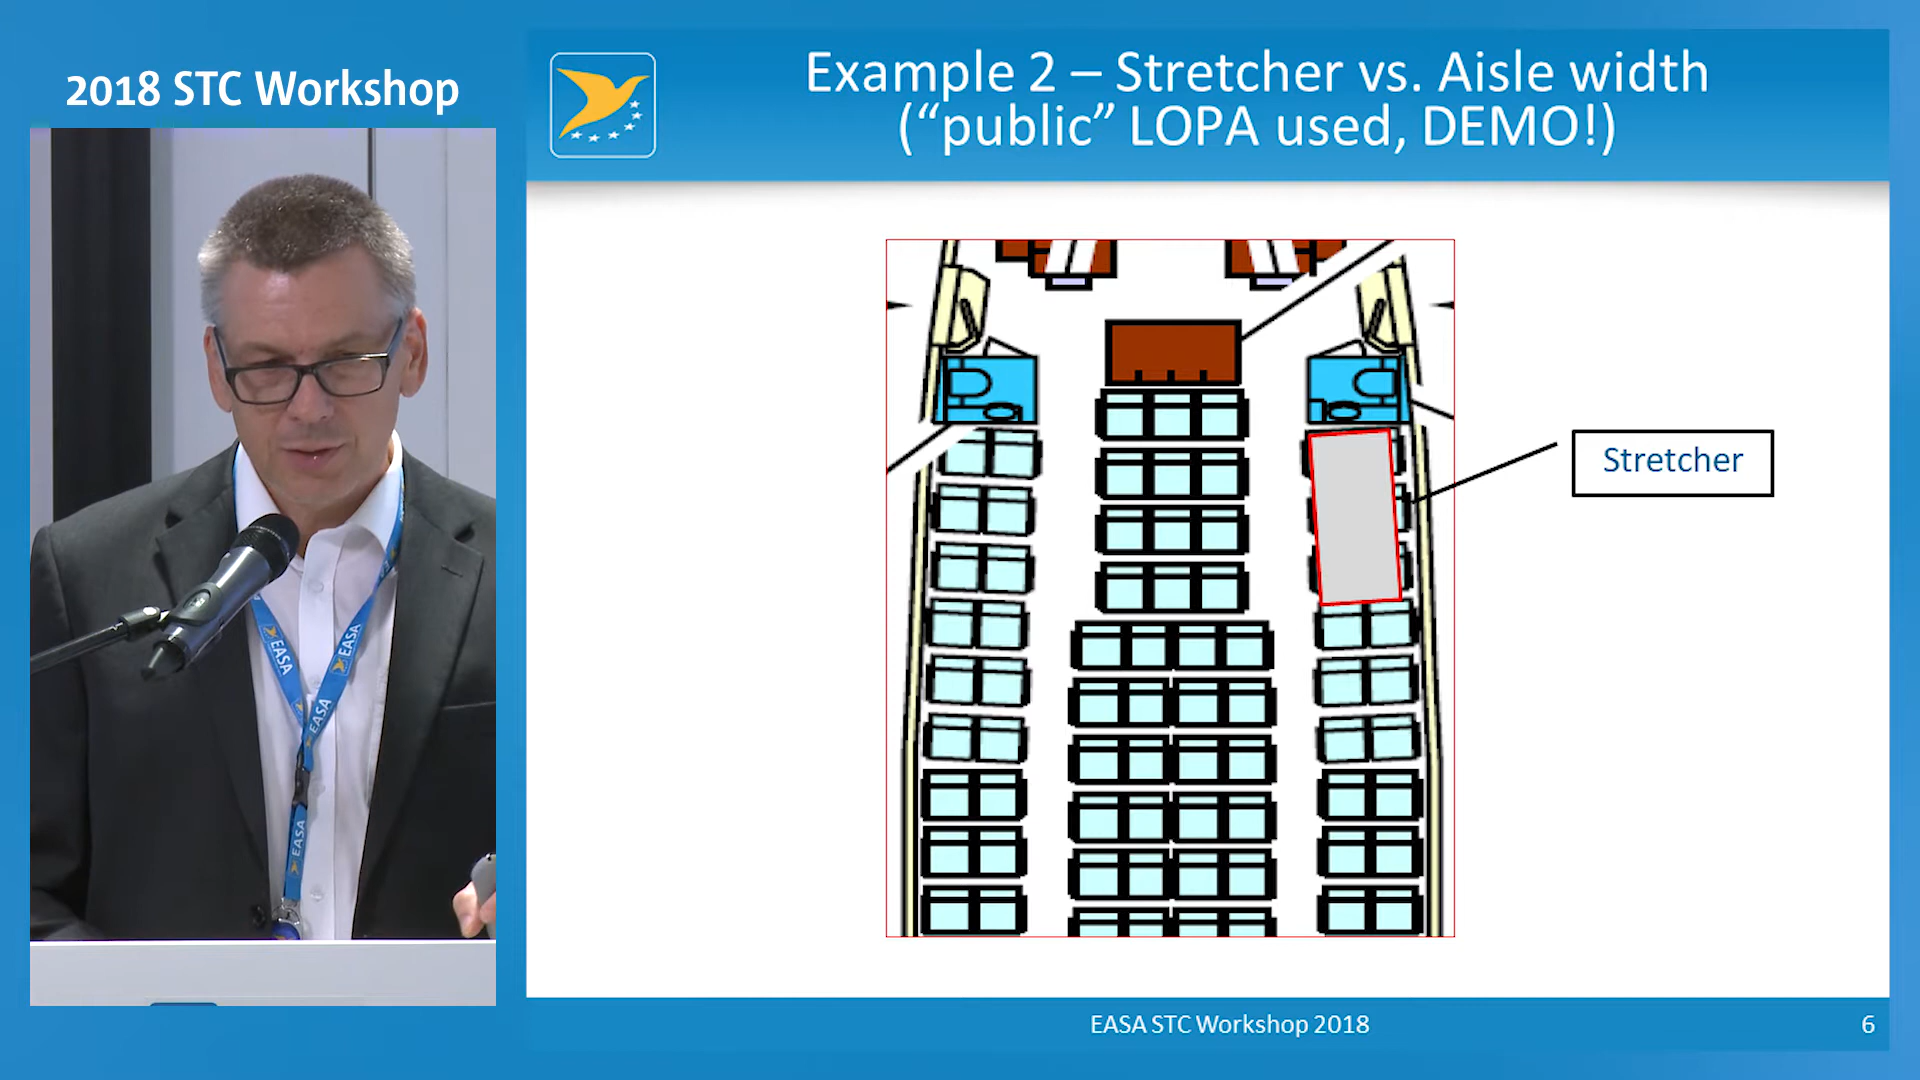 2018 STC Workshop
Example 2 – Stretcher vs. Aisle width
(“public” LOPA used, DEMO!)
Stretcher
EASA
EASA
EASA
EASA
EASA STC Workshop 2018
6